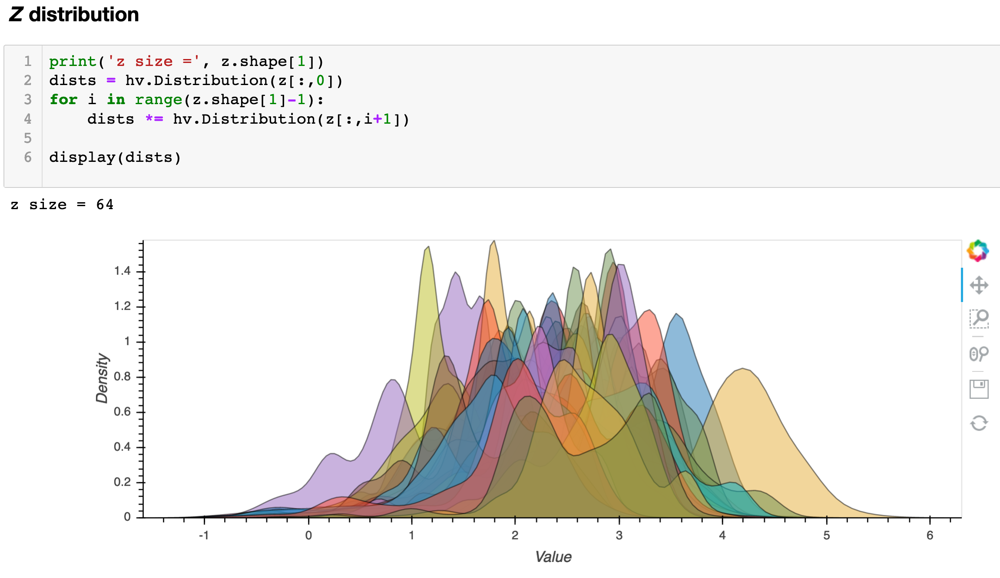 Z distribution
1 print('z size =', z.shape[1])
2 dists = hv.Distribution(z[:,0])
3 for i in range(z.shape[1]-1):
4     dists *= hv.Distribution(z[:,i+1])
5
6 display(dists)
z size = 64
1.4
1.2
1
0.8
0.6
0.4
0.2
0
Density
-1 0 1 2 3 4 5 6
Value